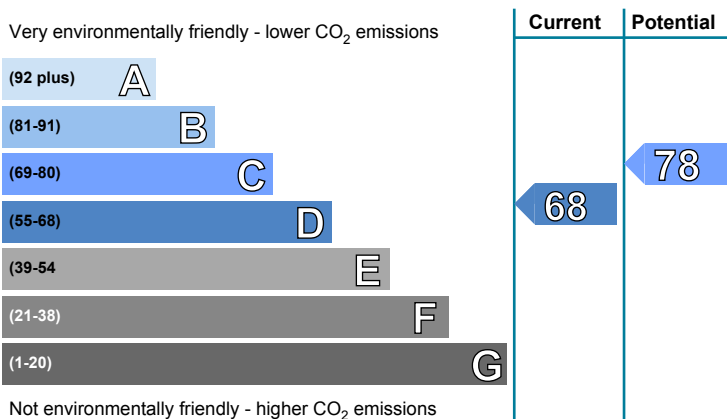 Current Potential
Very environmentally friendly - lower CO2 emissions
(92 plus) A
(81-91) B
(69-80) C
78
(55-68) D
68
(39-54 E
(21-38) F
(1-20) G
Not environmentally friendly - higher CO2 emissions